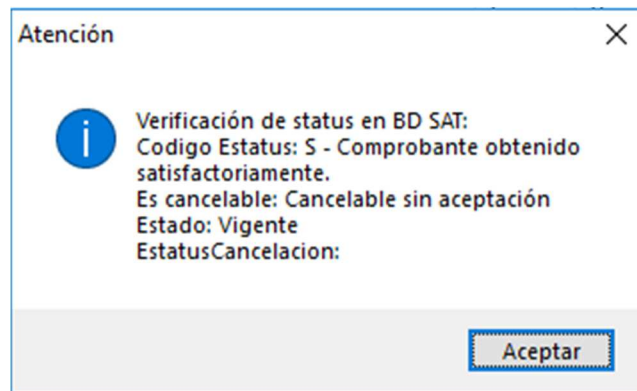 Atención
Verificación de status en BD SAT:
Codigo Estatus: S - Comprobante obtenido
satisfactoriamente.
Es cancelable: Cancelable sin aceptación
Estado: Vigente
EstatusCancelacion:
Aceptar